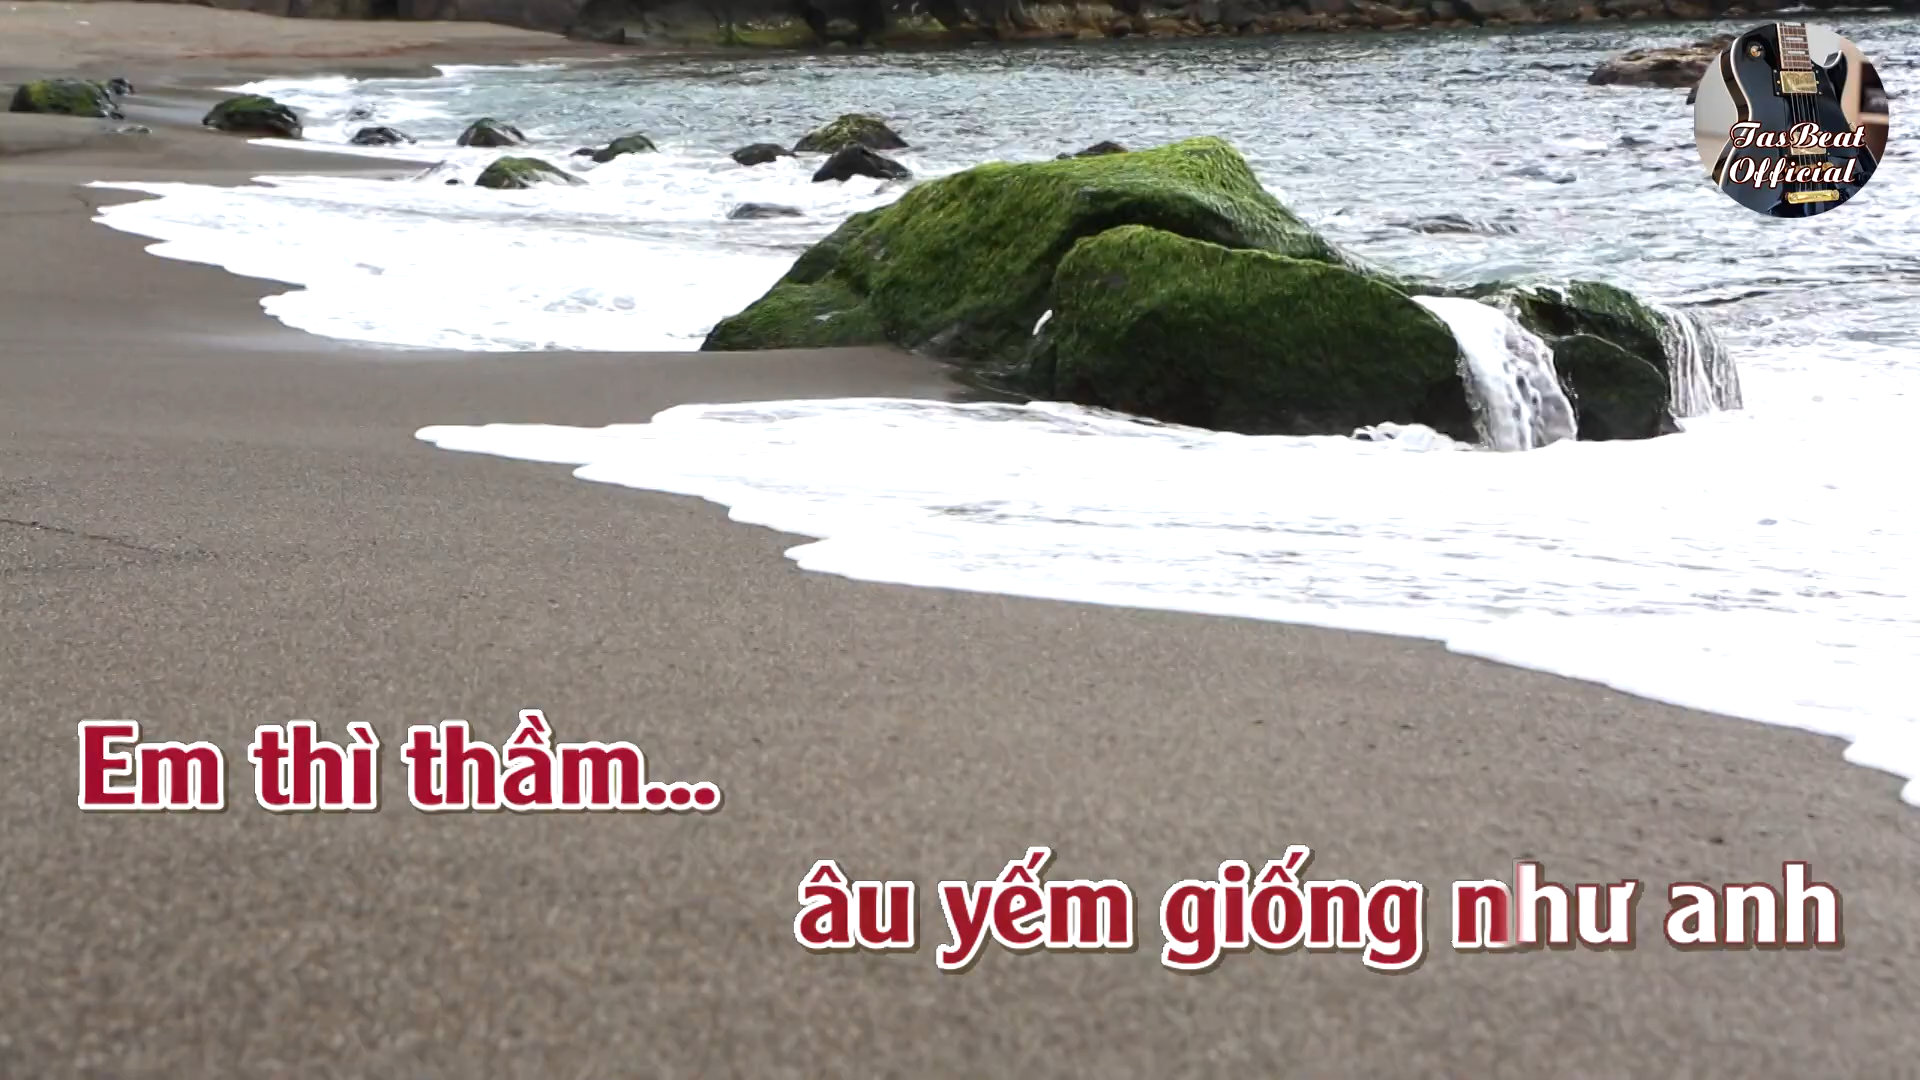 TasBeat
Official
Em thì thầm...
âu yếm giống như anh